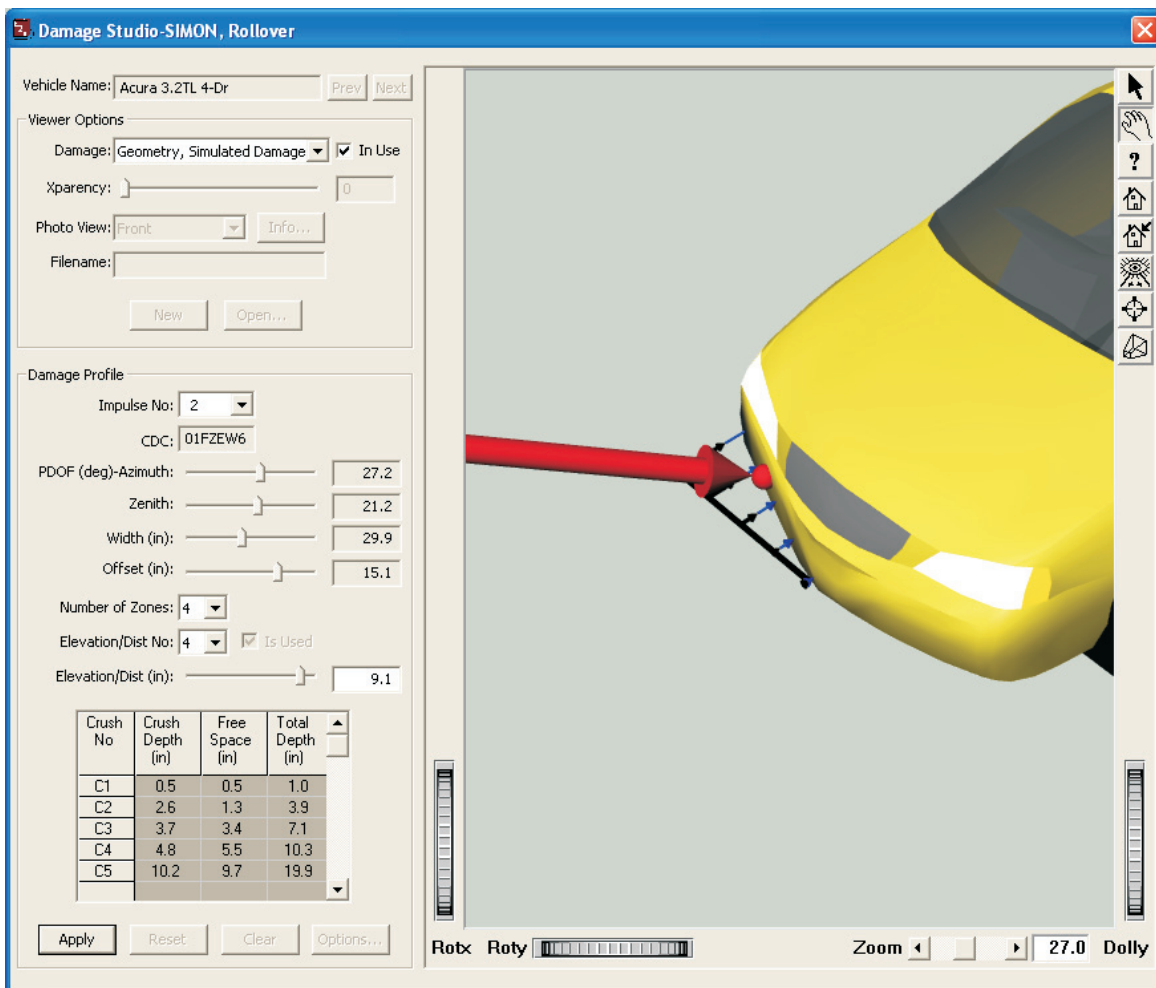 Damage Studio-SIMON, Rollover
Vehicle Name: Acura 3.2TL 4-Dr Prev Next
Viewer Options
Damage: Geometry, Simulated Damage In Use
Xparency: 0
Photo View: Front Info...
Filename:
New Open...
Damage Profile
Impulse No: 2
CDC: 01FZEW6
PDOF (deg)-Azimuth: 27.2
Zenith: 21.2
Width (in): 29.9
Offset (in): 15.1
Number of Zones: 4
Elevation/Dist No: 4 Is Used
Elevation/Dist (in): 9.1
Crush No Crush Depth (in) Free Space (in) Total Depth (in)
C1 0.5 0.5 1.0
C2 2.6 1.3 3.9
C3 3.7 3.4 7.1
C4 4.8 5.5 10.3
C5 10.2 9.7 19.9
Apply Reset Clear Options...
Rotx Roty Zoom 27.0 Dolly
?